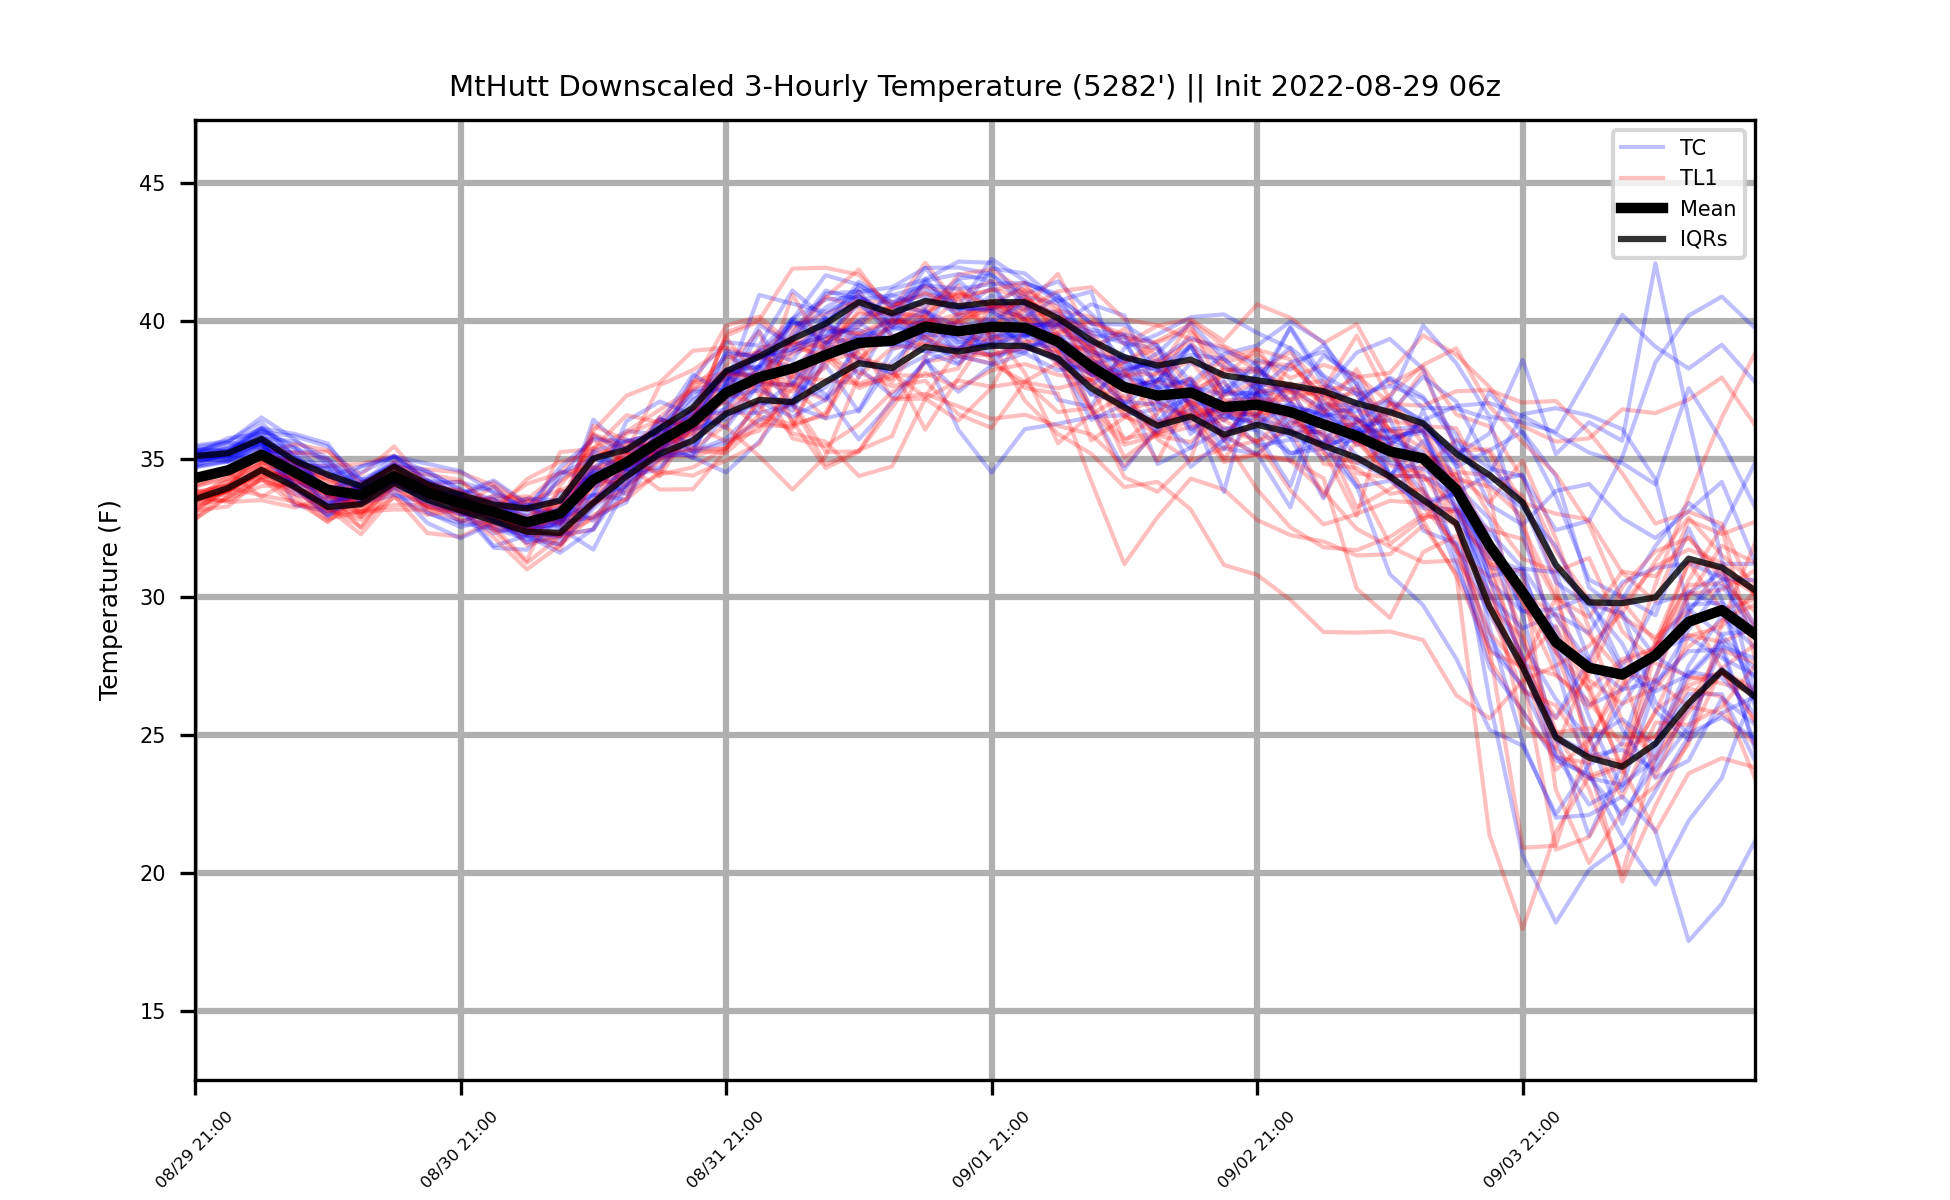 MtHutt Downscaled 3-Hourly Temperature (5282') || Init 2022-08-29 06z
TC
TL1
Mean
IQRs
Temperature (F)
45
40
35
30
25
20
15
08/29 21:00
08/30 21:00
08/31 21:00
09/01 21:00
09/02 21:00
09/03 21:00